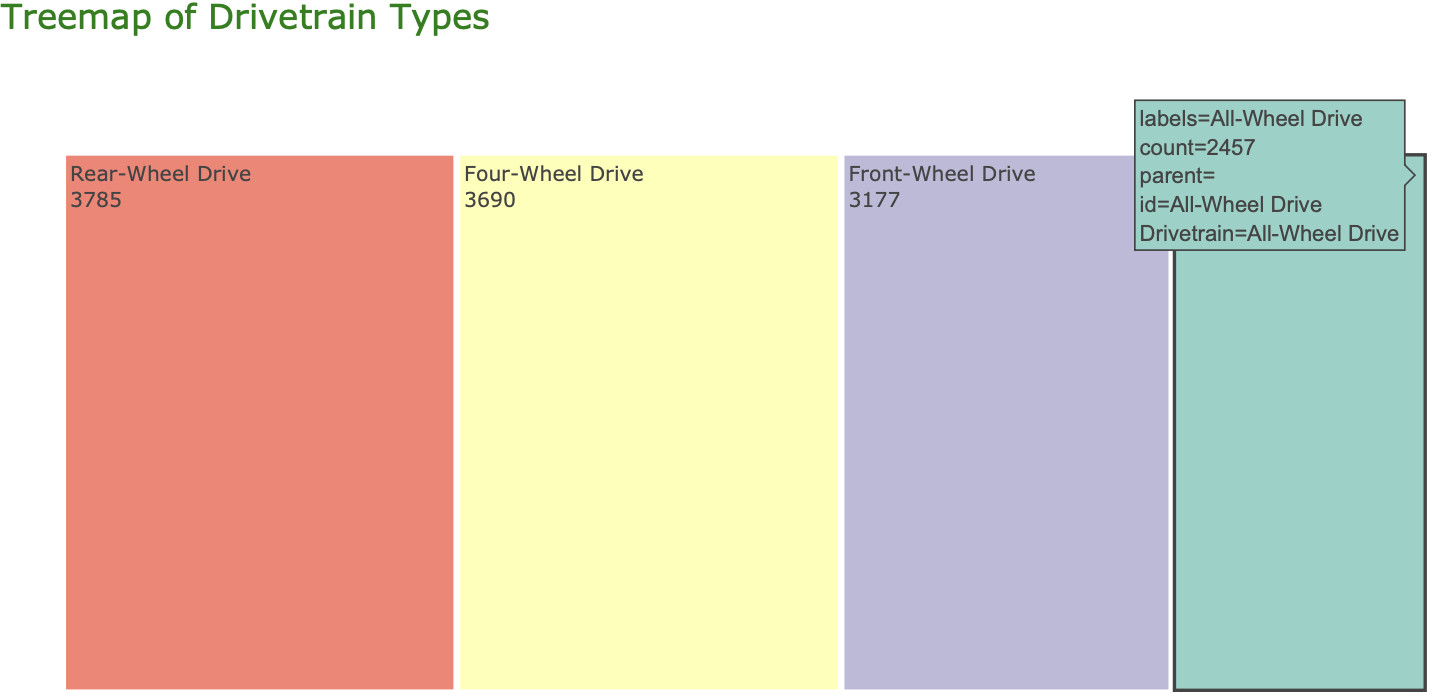 Treemap of Drivetrain Types
Rear-Wheel Drive
3785
Four-Wheel Drive
3690
Front-Wheel Drive
3177
labels=All-Wheel Drive
count=2457
parent=
id=All-Wheel Drive
Drivetrain=All-Wheel Drive